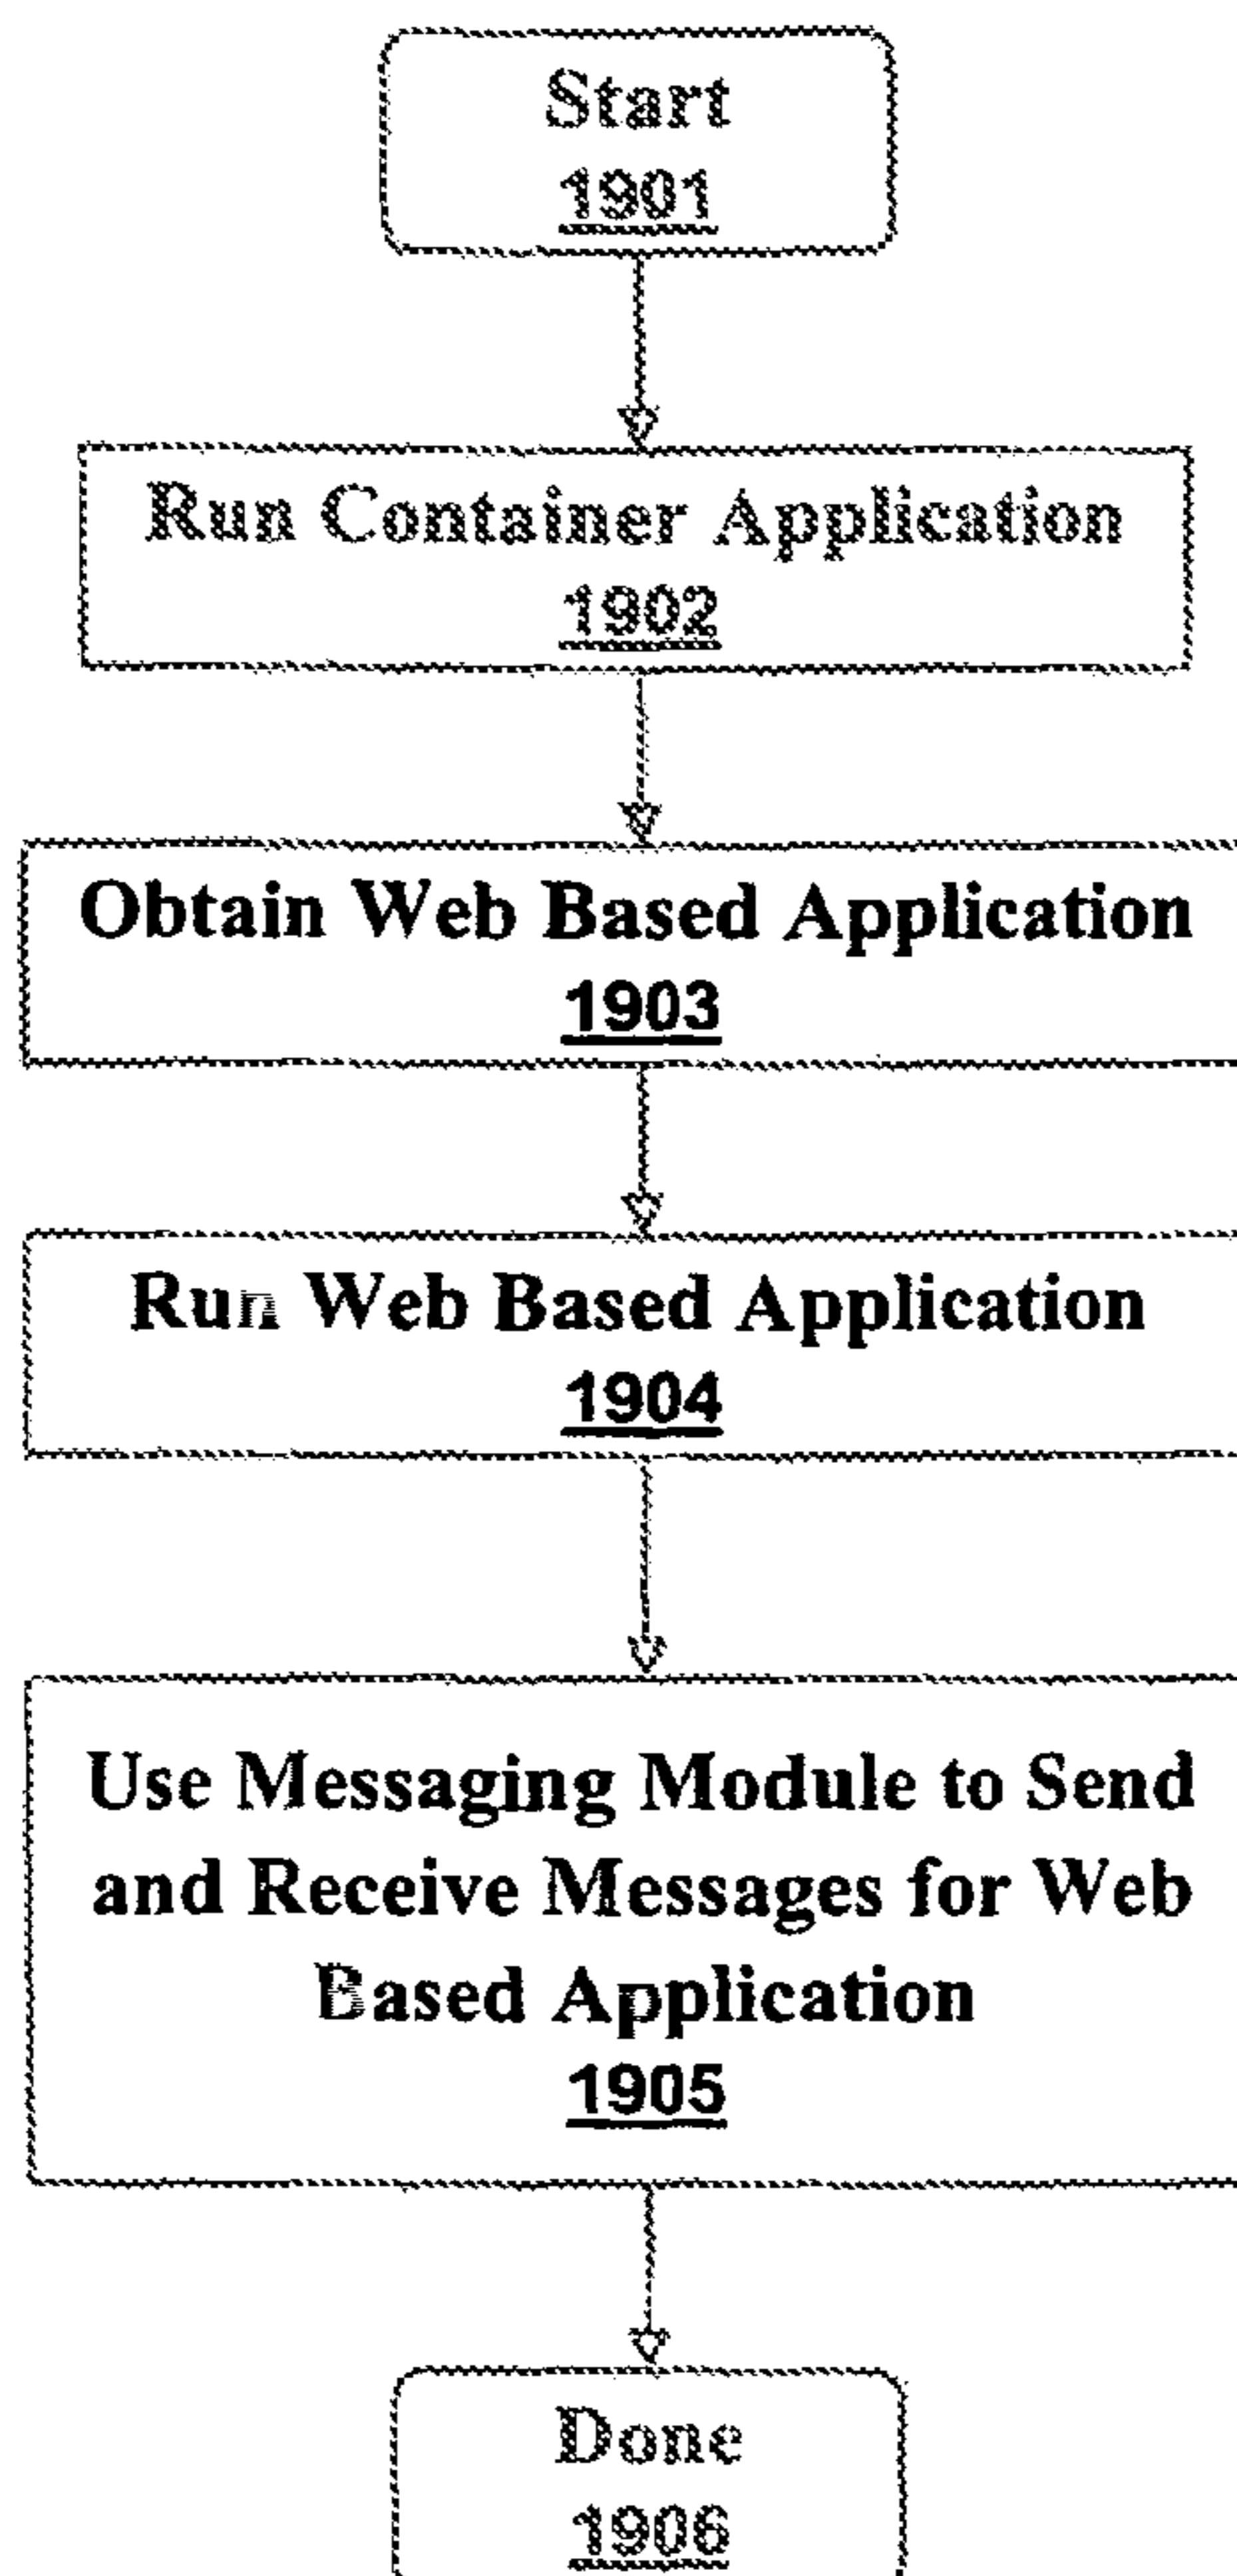 Start
1901
Run Container Application
1902
Obtain Web Based Application
1903
Run Web Based Application
1904
Use Messaging Module to Send
and Receive Messages for Web
Based Application
1905
Done
1906